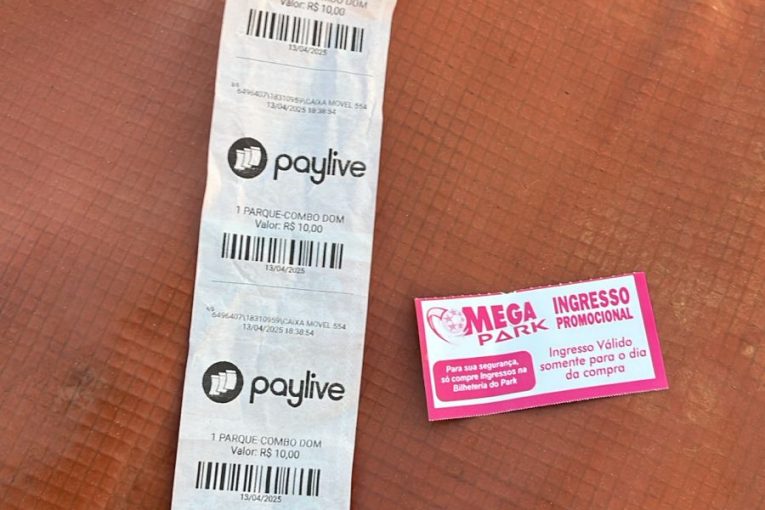 PARQUE-COMBO DOM
Valor: R$ 10,00
13/04/2025
6496407\18310959\CAIXA MOVEL 554
13/04/2025 18:38:54
paylive
1 PARQUE-COMBO DOM
Valor: R$ 10,00
13/04/2025
6496407\18310959\CAIXA MOVEL 554
13/04/2025 18:38:54
paylive
1 PARQUE-COMBO DOM
Valor: R$ 10,00
13/04/2025
MEGA
PARK
INGRESSO
PROMOCIONAL
Para sua segurança,
só compre Ingressos na
Bilheteria do Park
Ingresso Válido
somente para o dia
da compra